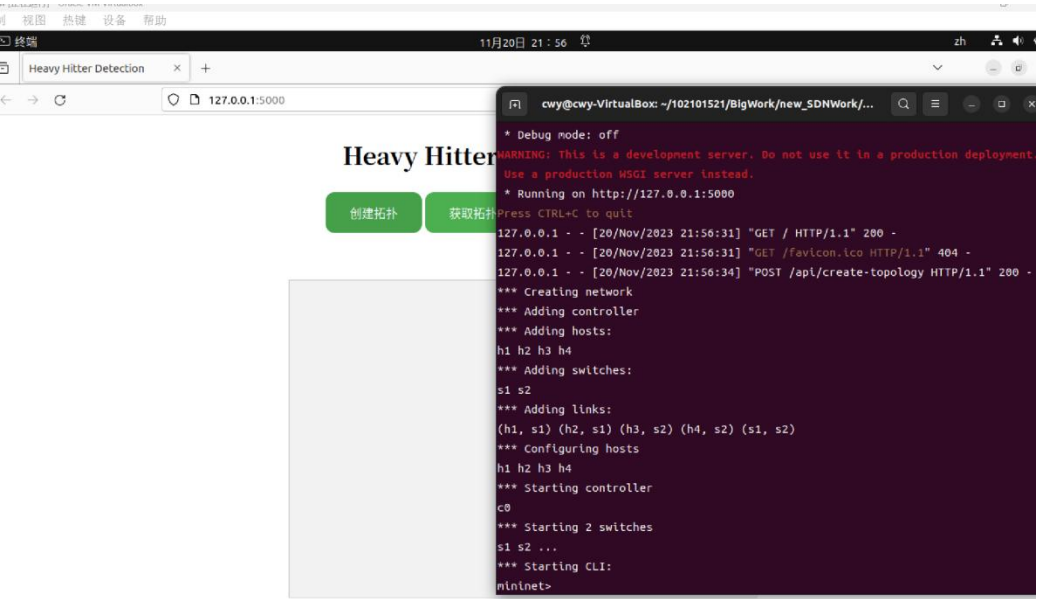 视图 热键 设备 帮助
终端 11月20日 21：56 zh
Heavy Hitter Detection × +
127.0.0.1:5000
cwy@cwy-VirtualBox: ~/102101521/BigWork/new_SDNWork/...
Heavy Hitter
创建拓扑 获取拓扑
* Debug mode: off
WARNING: This is a development server. Do not use it in a production deployment.
Use a production WSGI server instead.
* Running on http://127.0.0.1:5000
Press CTRL+C to quit
127.0.0.1 - - [20/Nov/2023 21:56:31] "GET / HTTP/1.1" 200 -
127.0.0.1 - - [20/Nov/2023 21:56:31] "GET /favicon.ico HTTP/1.1" 404 -
127.0.0.1 - - [20/Nov/2023 21:56:34] "POST /api/create-topology HTTP/1.1" 200 -
*** Creating network
*** Adding controller
*** Adding hosts:
h1 h2 h3 h4
*** Adding switches:
s1 s2
*** Adding links:
(h1, s1) (h2, s1) (h3, s2) (h4, s2) (s1, s2)
*** Configuring hosts
h1 h2 h3 h4
*** Starting controller
c0
*** Starting 2 switches
s1 s2 ...
*** Starting CLI:
mininet>